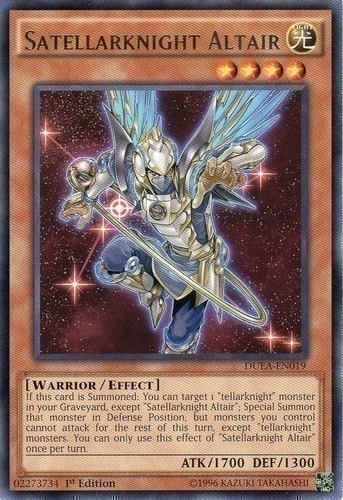 SATELLARKNIGHT ALTAIR
LIGHT
光
DUEA-EN019
[WARRIOR / EFFECT]
If this card is Summoned: You can target 1 "tellarknight"
monster in your Graveyard, except "Satellarknight Altair"; Special Summon
that monster in Defense Position, but monsters you control
cannot attack for the rest of this turn, except "tellarknight"
monsters. You can only use this effect of "Satellarknight Altair"
once per turn.
ATK/1700 DEF/1300
02273734 1st Edition ©1996 KAZUKI TAKAHASHI